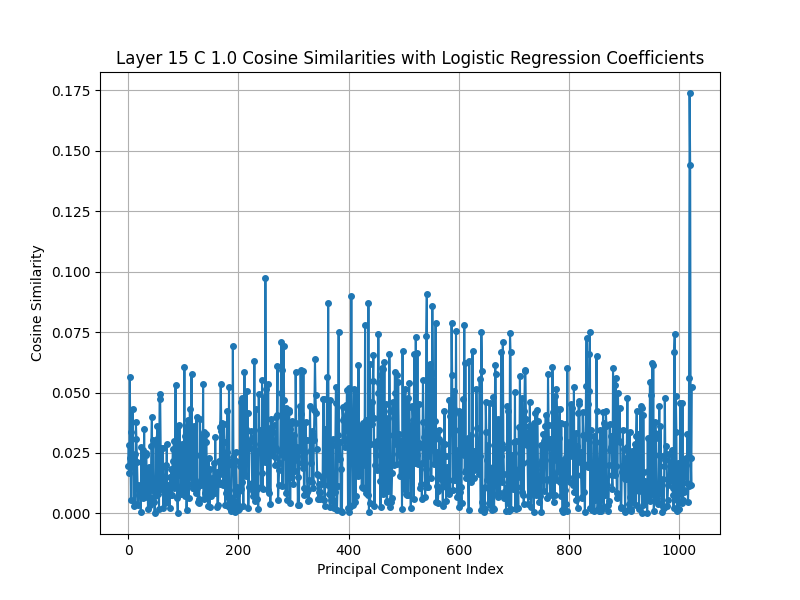 Layer 15 C 1.0 Cosine Similarities with Logistic Regression Coefficients
0.175
0.150
0.125
0.100
0.075
0.050
0.025
0.000
Cosine Similarity
0 200 400 600 800 1000
Principal Component Index